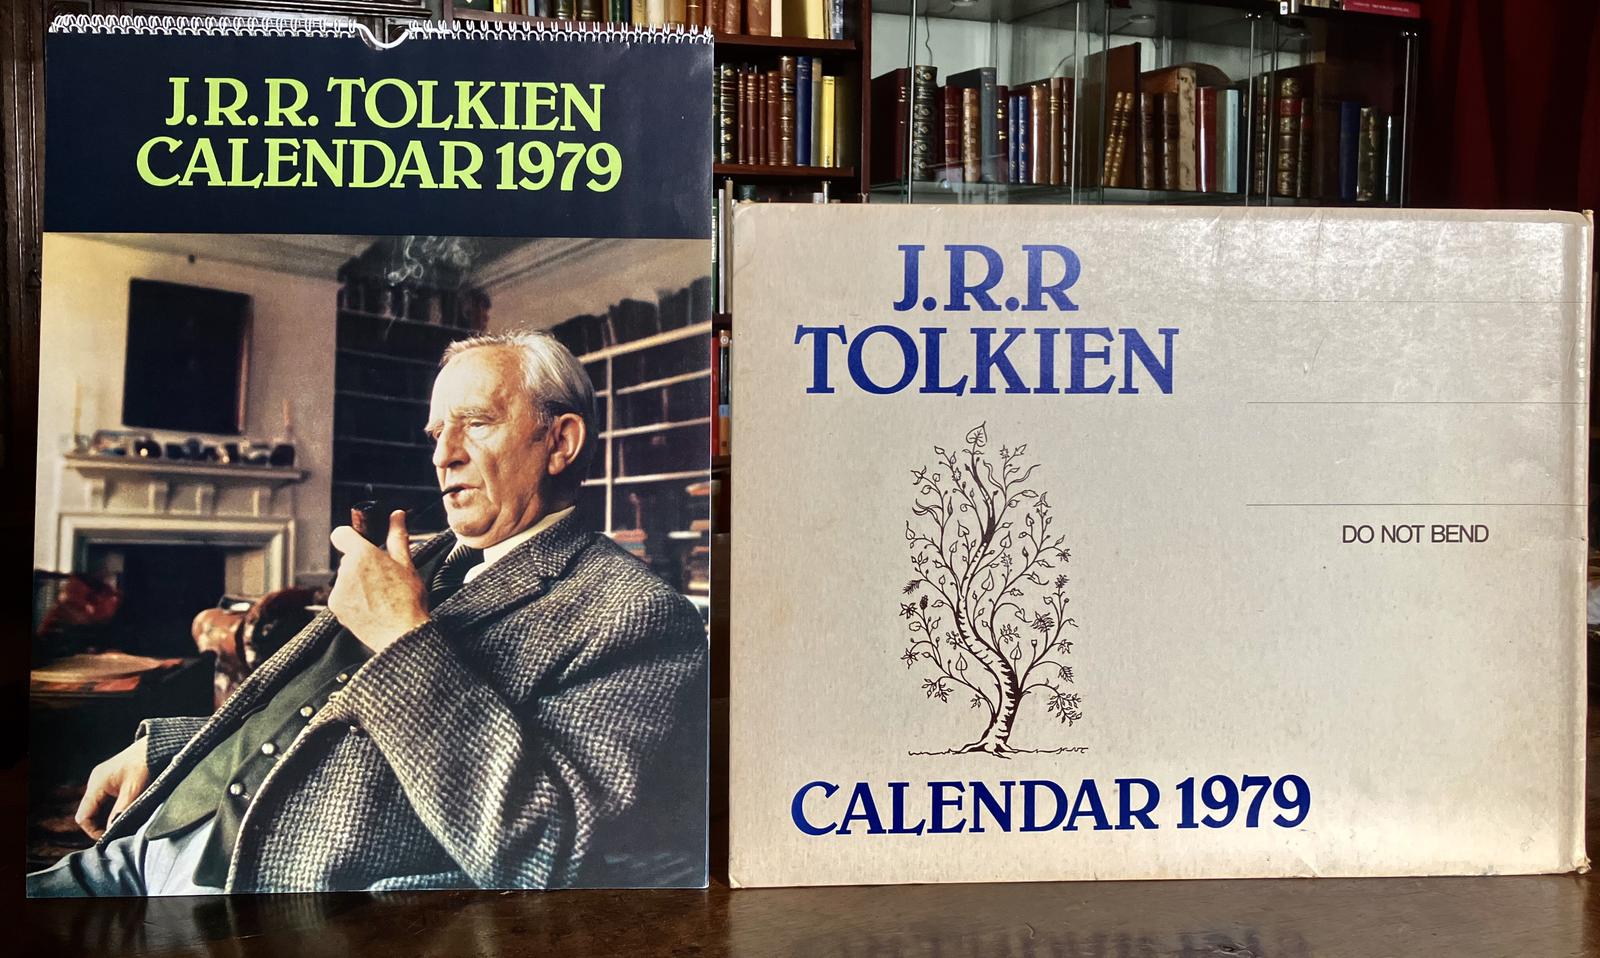 J.R.R. TOLKIEN
CALENDAR 1979
J.R.R
TOLKIEN
DO NOT BEND
CALENDAR 1979